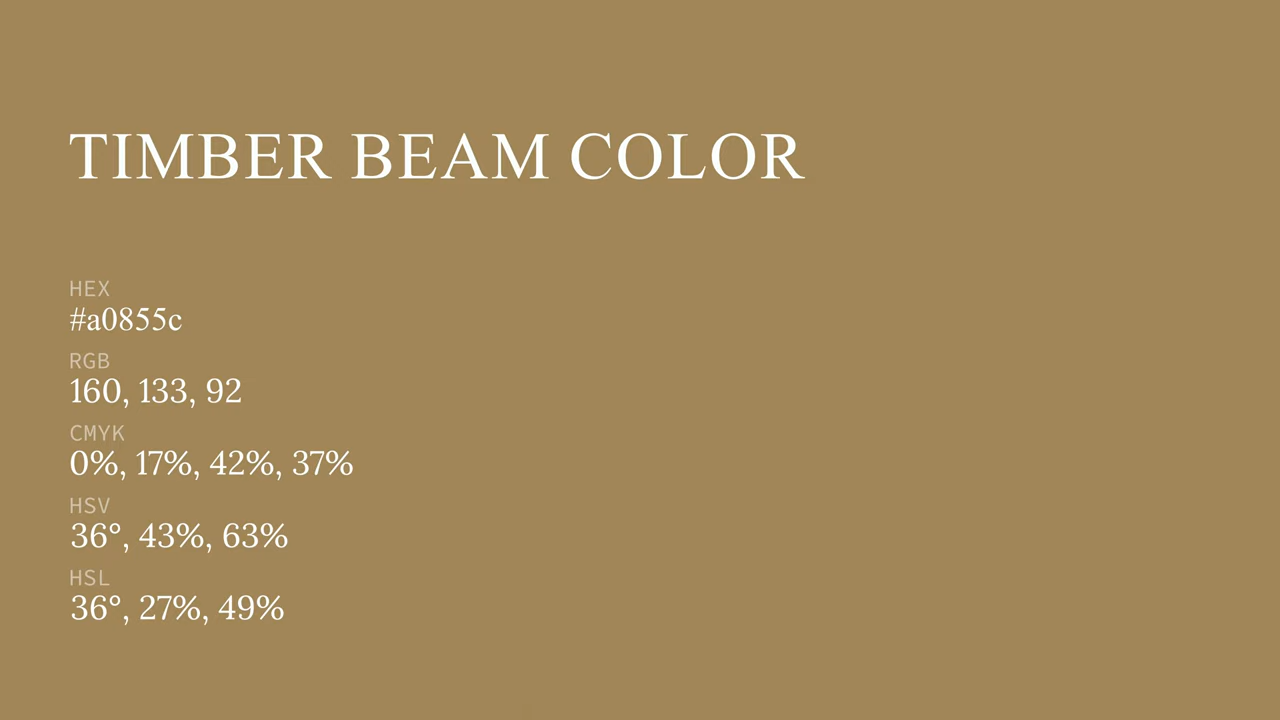 TIMBER BEAM COLOR
HEX
#a0855c
RGB
160, 133, 92
CMYK
0%, 17%, 42%, 37%
HSV
36°, 43%, 63%
HSL
36°, 27%, 49%